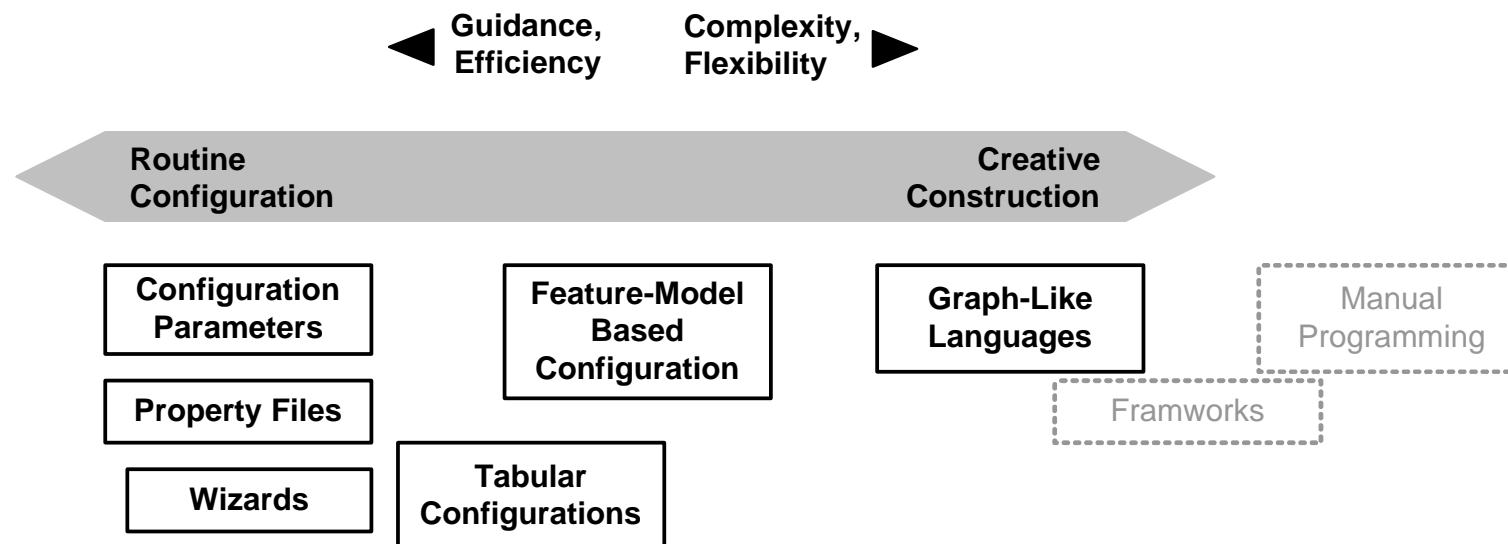 Guidance,
Efficiency
Complexity,
Flexibility
Routine
Configuration
Creative
Construction
Configuration
Parameters
Feature-Model
Based
Configuration
Graph-Like
Languages
Manual
Programming
Property Files
Framworks
Wizards
Tabular
Configurations